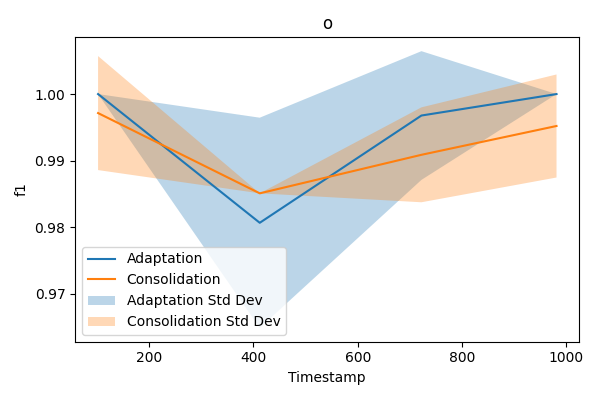 o
f1
1.00
0.99
0.98
0.97
Adaptation
Consolidation
Adaptation Std Dev
Consolidation Std Dev
200 400 600 800 1000
Timestamp